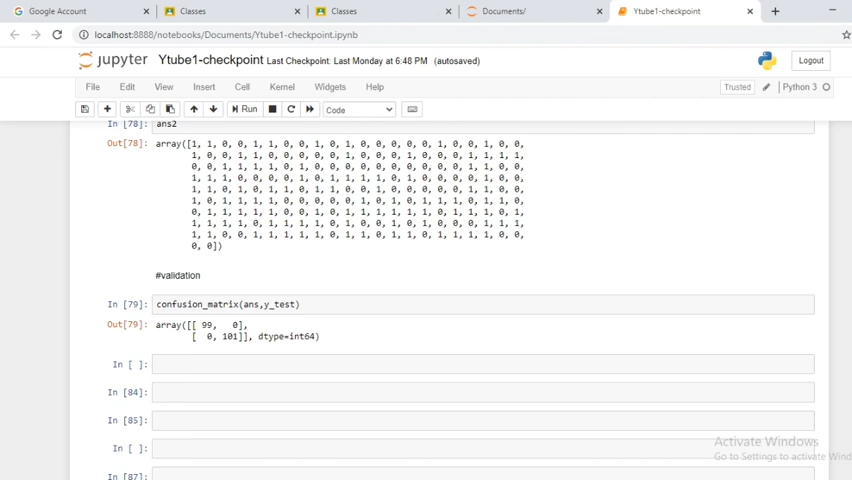 Google Account
Classes
Classes
Documents/
Ytube1-checkpoint
localhost:8888/notebooks/Documents/Ytube1-checkpoint.ipynb
jupyter Ytube1-checkpoint Last Checkpoint: Last Monday at 6:48 PM (autosaved)
Logout
File Edit View Insert Cell Kernel Widgets Help
Trusted
Python 3
Run
Code
In [78]: ans2
Out[78]: array([1, 1, 0, 0, 1, 1, 0, 0, 1, 0, 1, 0, 0, 0, 0, 0, 1, 0, 0, 1, 0, 0,
1, 0, 0, 1, 1, 0, 0, 0, 0, 0, 1, 0, 0, 0, 1, 0, 0, 1, 1, 1, 1,
0, 0, 1, 1, 1, 1, 0, 1, 0, 0, 0, 0, 0, 0, 0, 0, 0, 1, 1, 0, 0,
1, 1, 1, 0, 0, 0, 0, 1, 0, 1, 1, 1, 1, 0, 0, 0, 0, 1, 0, 0,
1, 1, 0, 1, 0, 1, 1, 0, 1, 1, 0, 0, 1, 0, 0, 1, 0, 0, 1, 1, 0,
1, 0, 1, 1, 1, 1, 0, 0, 0, 0, 1, 0, 1, 0, 1, 1, 1, 0, 1, 0, 0,
0, 1, 1, 1, 1, 1, 0, 0, 1, 0, 1, 1, 1, 1, 1, 1, 0, 1, 1, 1, 0, 1,
1, 1, 1, 1, 0, 1, 1, 1, 0, 1, 0, 0, 1, 0, 1, 0, 0, 0, 1, 1, 1,
1, 1, 0, 0, 1, 1, 1, 1, 1, 0, 1, 1, 0, 1, 1, 0, 1, 1, 1, 1, 0, 0,
0, 0])
#validation
In [79]: confusion_matrix(ans,y_test)
Out[79]: array([[ 99,   0],
[  0, 101]], dtype=int64)
In [ ]:
In [84]:
In [85]:
In [ ]:
In [87]:
Activate Windows
Go to Settings to activate Wind